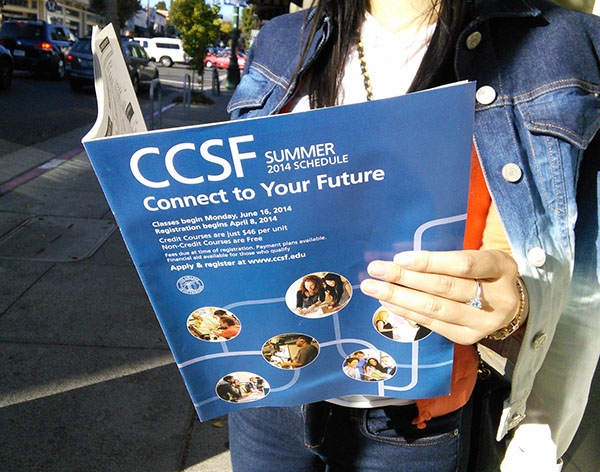 CCSF SUMMER
2014 SCHEDULE
Connect to Your Future
Classes begin Monday, June 16, 2014
Registration begins April 8, 2014
Credit Courses are just $46 per unit
Non-Credit Courses are Free
Fees due at time of registration. Payment plans available.
Financial aid available for those who qualify
Apply & register at www.ccsf.edu